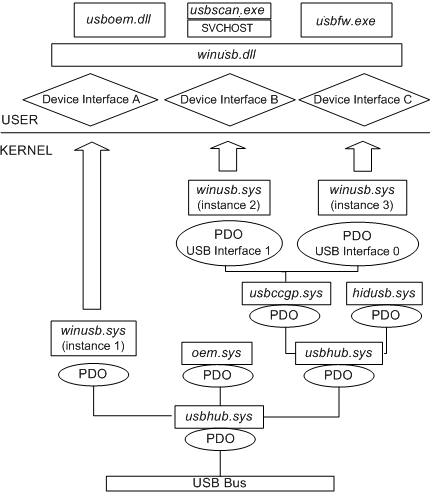 usboem.dll
usbscan.exe
SVCHOST
usbfw.exe
winusb.dll
Device Interface A
Device Interface B
Device Interface C
USER
KERNEL
winusb.sys
(instance 2)
winusb.sys
(instance 3)
PDO
USB Interface 1
PDO
USB Interface 0
usbccgp.sys
hidusb.sys
PDO
PDO
winusb.sys
(instance 1)
oem.sys
usbhub.sys
PDO
PDO
PDO
usbhub.sys
PDO
USB Bus